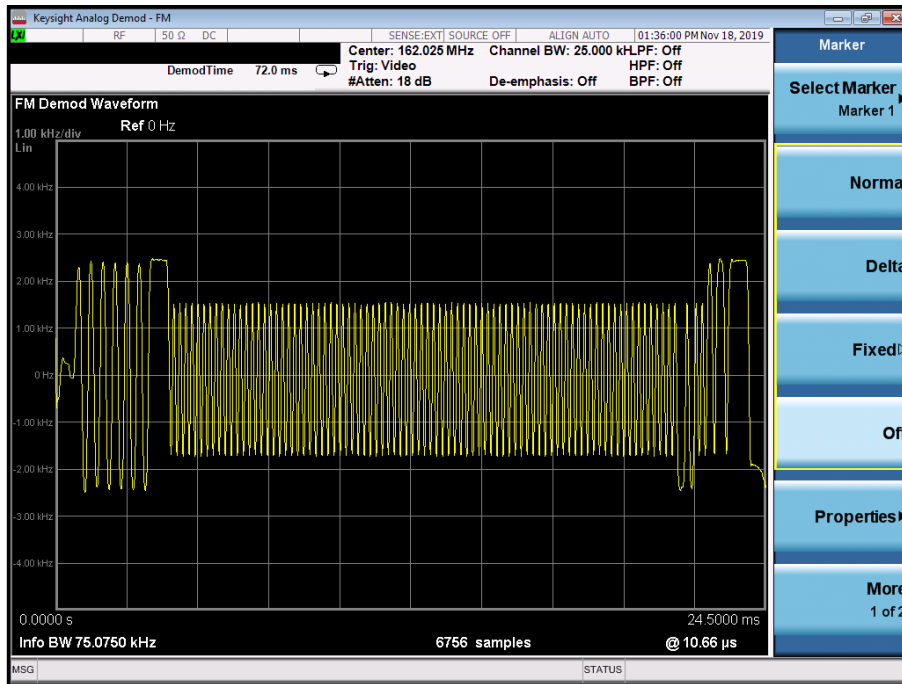 Keysight Analog Demod - FM
LXI
RF
50 Ω
DC
SENSE:EXT
SOURCE OFF
ALIGN AUTO
01:36:00 PM Nov 18, 2019
DemodTime 72.0 ms
Center: 162.025 MHz
Channel BW: 25.000 kH
LPF: Off
Trig: Video
HPF: Off
#Atten: 18 dB
De-emphasis: Off
BPF: Off
FM Demod Waveform
1.00 kHz/div
Ref 0 Hz
Lin
4.00 kHz
3.00 kHz
2.00 kHz
1.00 kHz
0 Hz
-1.00 kHz
-2.00 kHz
-3.00 kHz
-4.00 kHz
0.0000 s
24.5000 ms
Info BW 75.0750 kHz
6756 samples
@ 10.66 µs
MSG
STATUS
Marker
Select Marker
Marker 1
Norma
Delta
Fixed
Of
Properties
More
1 of 2